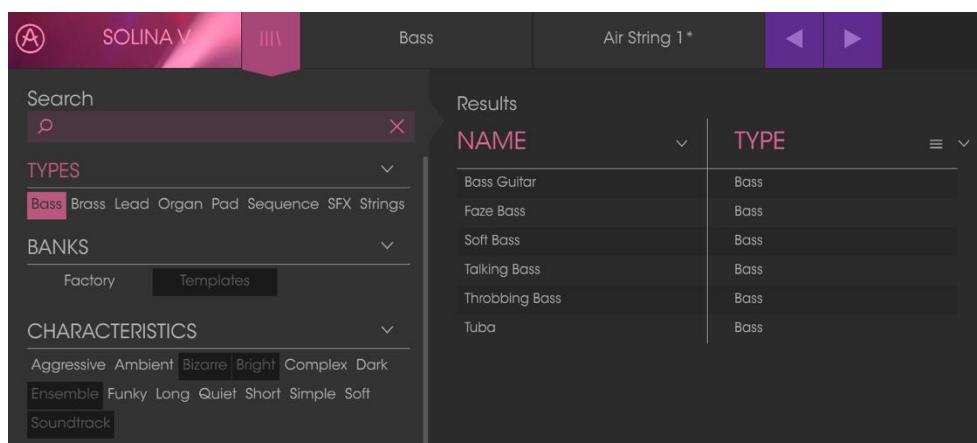 SOLINA V Bass Air String 1*
Search
TYPES
Bass Brass Lead Organ Pad Sequence SFX Strings
BANKS
Factory Templates
CHARACTERISTICS
Aggressive Ambient Bizarre Bright Complex Dark
Ensemble Funky Long Quiet Short Simple Soft
Soundtrack
Results
NAME TYPE
Bass Guitar Bass
Faze Bass Bass
Soft Bass Bass
Talking Bass Bass
Throbbing Bass Bass
Tuba Bass